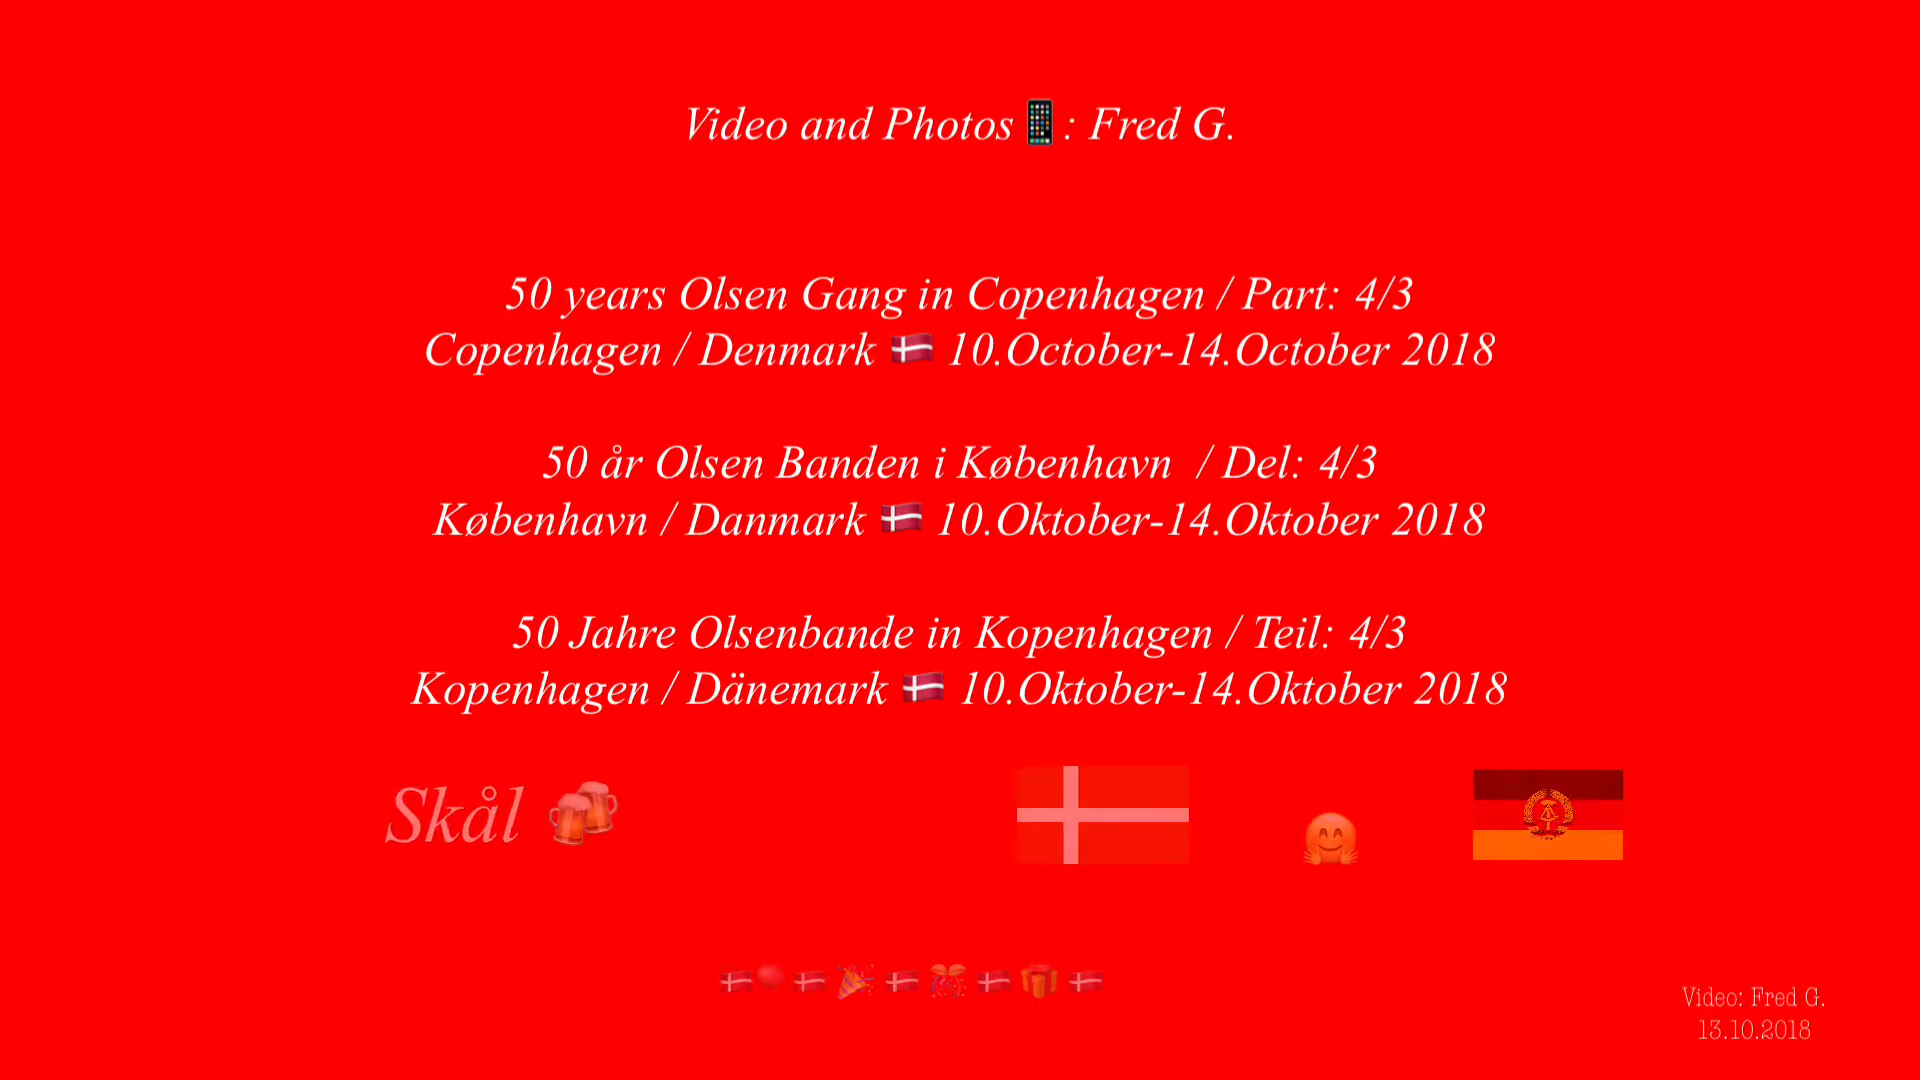 Video and Photos📱: Fred G.
50 years Olsen Gang in Copenhagen / Part: 4/3
Copenhagen / Denmark 🇩🇰 10.October-14.October 2018
50 år Olsen Banden i København  / Del: 4/3
København / Danmark 🇩🇰 10.Oktober-14.Oktober 2018
50 Jahre Olsenbande in Kopenhagen / Teil: 4/3
Kopenhagen / Dänemark 🇩🇰 10.Oktober-14.Oktober 2018
Skål 🍻
Video: Fred G.
13.10.2018